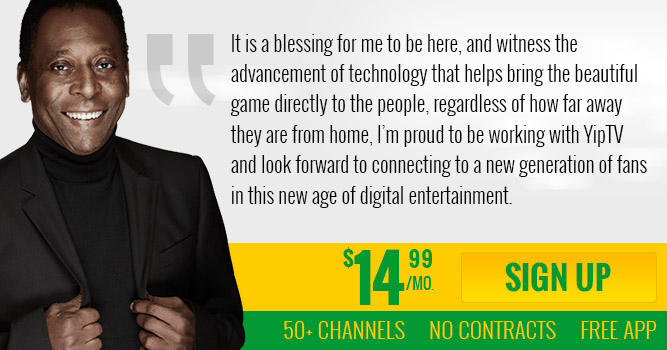 It is a blessing for me to be here, and witness the
advancement of technology that helps bring the beautiful
game directly to the people, regardless of how far away
they are from home, I'm proud to be working with YipTV
and look forward to connecting to a new generation of fans
in this new age of digital entertainment.
$14.99/MO. SIGN UP
50+ CHANNELS NO CONTRACTS FREE APP